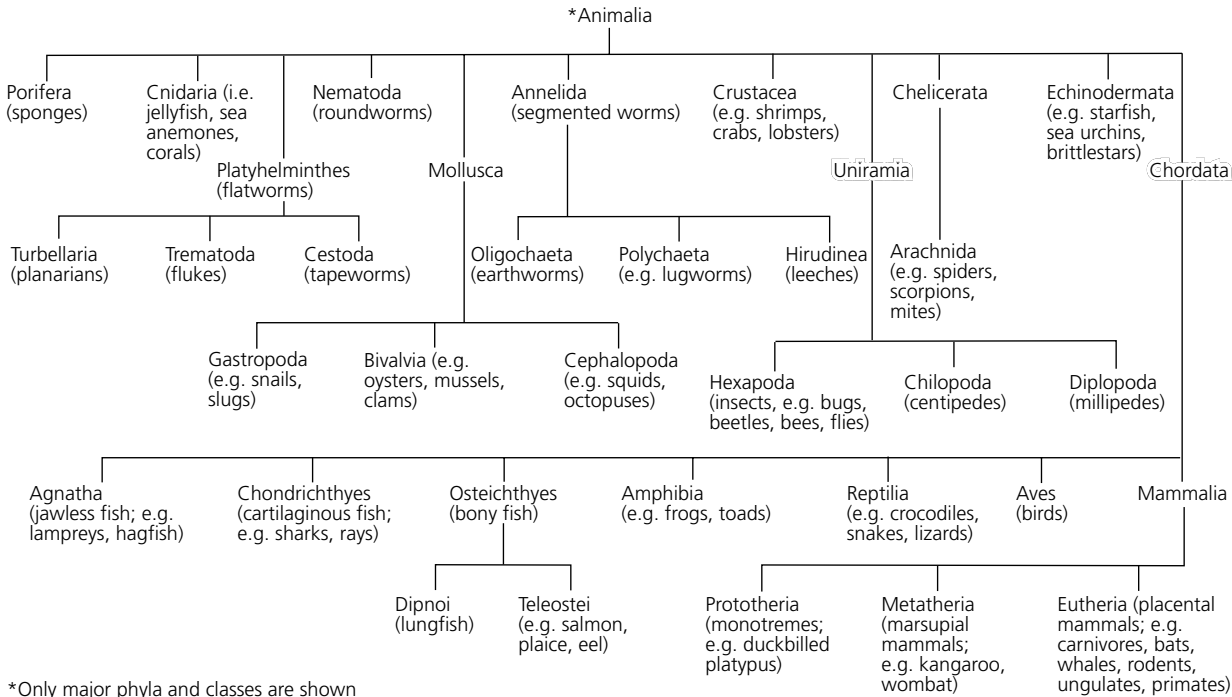 *Animalia
Porifera
(sponges)
Cnidaria (i.e.
jellyfish, sea
anemones,
corals)
Platyhelminthes
(flatworms)
Nematoda
(roundworms)
Mollusca
Annelida
(segmented worms)
Crustacea
(e.g. shrimps,
crabs, lobsters)
Uniramia
Chelicerata
Echinodermata
(e.g. starfish,
sea urchins,
brittlestars)
Chordata
Turbellaria
(planarians)
Trematoda
(flukes)
Cestoda
(tapeworms)
Oligochaeta
(earthworms)
Polychaeta
(e.g. lugworms)
Hirudinea
(leeches)
Arachnida
(e.g. spiders,
scorpions,
mites)
Gastropoda
(e.g. snails,
slugs)
Bivalvia (e.g.
oysters, mussels,
clams)
Cephalopoda
(e.g. squids,
octopuses)
Hexapoda
(insects, e.g. bugs,
beetles, bees, flies)
Chilopoda
(centipedes)
Diplopoda
(millipedes)
Agnatha
(jawless fish; e.g.
lampreys, hagfish)
Chondrichthyes
(cartilaginous fish;
e.g. sharks, rays)
Osteichthyes
(bony fish)
Amphibia
(e.g. frogs, toads)
Reptilia
(e.g. crocodiles,
snakes, lizards)
Aves
(birds)
Mammalia
Dipnoi
(lungfish)
Teleostei
(e.g. salmon,
plaice, eel)
Prototheria
(monotremes;
e.g. duckbilled
platypus)
Metatheria
(marsupial
mammals;
e.g. kangaroo,
wombat)
Eutheria (placental
mammals; e.g.
carnivores, bats,
whales, rodents,
ungulates, primates)
*Only major phyla and classes are shown